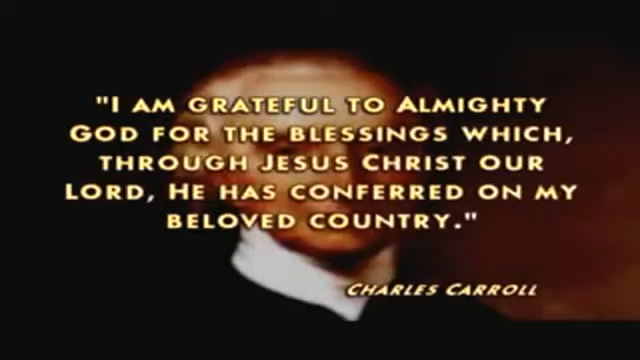 "I am grateful to Almighty
God for the blessings which,
through Jesus Christ our
Lord, He has conferred on my
beloved country."
Charles Carroll